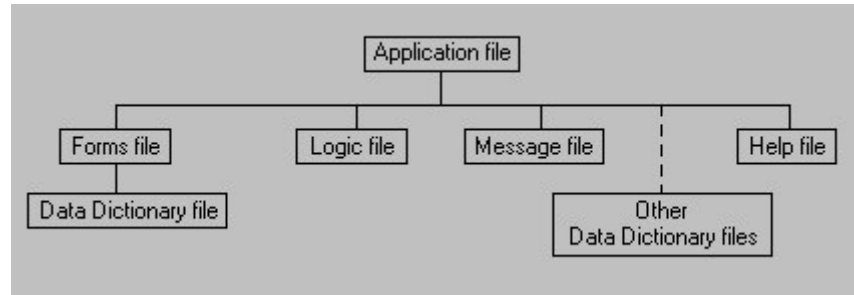 Application file
Forms file
Logic file
Message file
Help file
Data Dictionary file
Other
Data Dictionary files